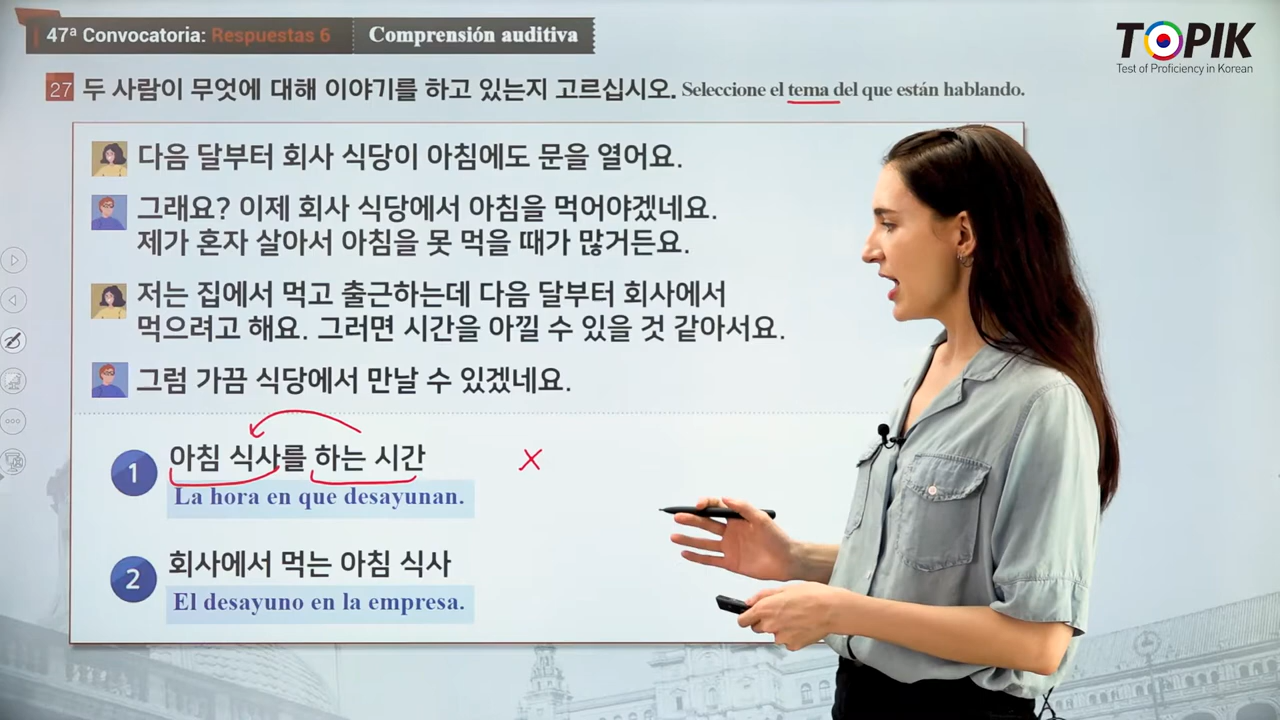 47ª Convocatoria: Respuestas 6 Comprensión auditiva
TOPIK
Test of Proficiency in Korean
27 두 사람이 무엇에 대해 이야기를 하고 있는지 고르십시오. Seleccione el tema del que están hablando.
다음 달부터 회사 식당이 아침에도 문을 열어요.
그래요? 이제 회사 식당에서 아침을 먹어야겠네요.
제가 혼자 살아서 아침을 못 먹을 때가 많거든요.
저는 집에서 먹고 출근하는데 다음 달부터 회사에서
먹으려고 해요. 그러면 시간을 아낄 수 있을 것 같아서요.
그럼 가끔 식당에서 만날 수 있겠네요.
1 아침 식사를 하는 시간
La hora en que desayunan.
2 회사에서 먹는 아침 식사
El desayuno en la empresa.